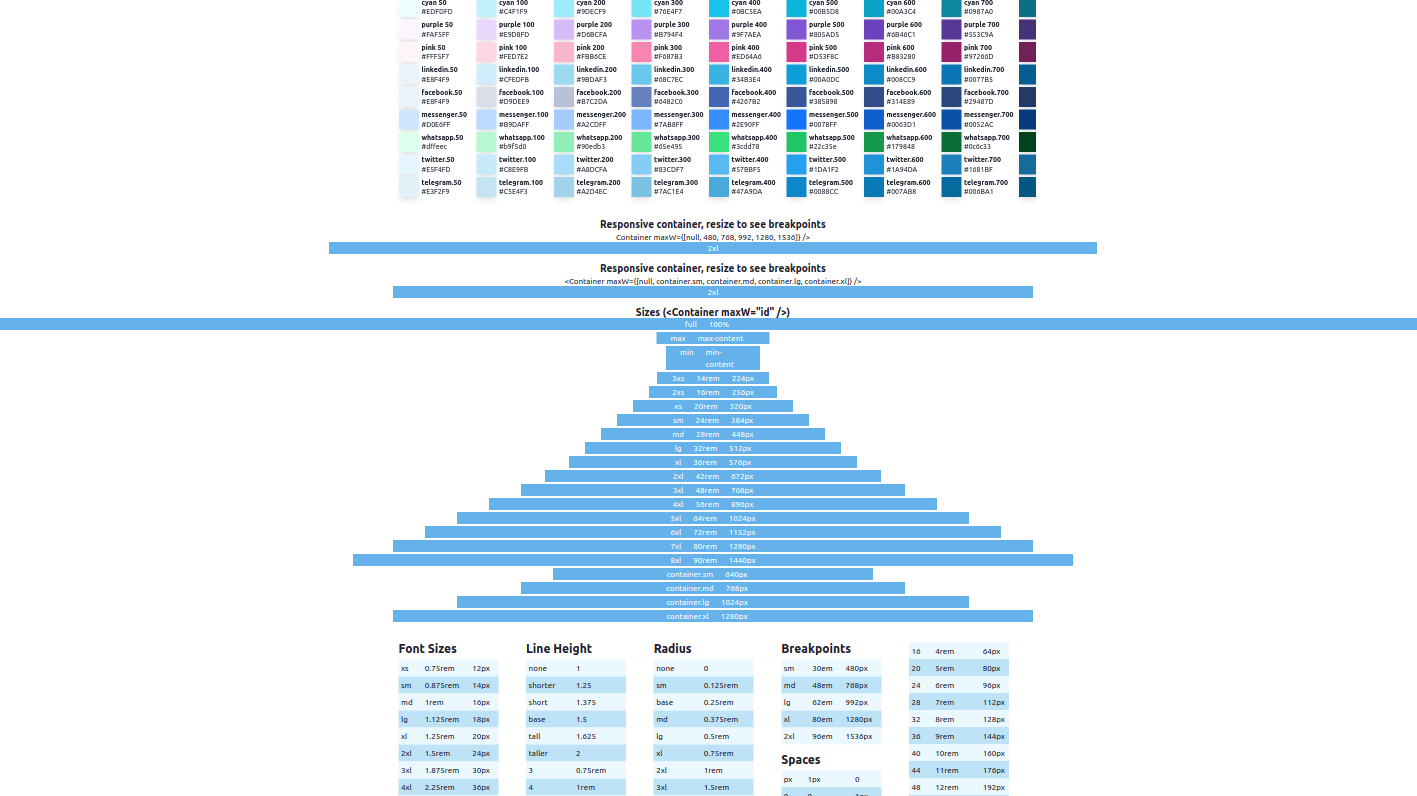 cyan 50 cyan 100 cyan 200 cyan 300 cyan 400 cyan 500 cyan 600 cyan 700
#EDFDFD #C4F1F9 #9DECF9 #76E4F7 #0BC5EA #00B5D8 #00A3C4 #0987A0
purple 50 purple 100 purple 200 purple 300 purple 400 purple 500 purple 600 purple 700
#FAF5FF #E9D8FD #D6BCFA #B794F4 #9F7AEA #805AD5 #6B46C1 #553C9A
pink 50 pink 100 pink 200 pink 300 pink 400 pink 500 pink 600 pink 700
#FFF5F7 #FED7E2 #FBB6CE #F687B3 #ED64A6 #D53F8C #B83280 #97266D
linkedin.50 linkedin.100 linkedin.200 linkedin.300 linkedin.400 linkedin.500 linkedin.600 linkedin.700
#E8F4F9 #CFEDFB #9BDAF3 #68C7EC #34B3E4 #00A0DC #008CC9 #0077B5
facebook.50 facebook.100 facebook.200 facebook.300 facebook.400 facebook.500 facebook.600 facebook.700
#E8F4F9 #D9DEE9 #B7C2DA #6482C0 #4267B2 #385898 #314E89 #29487D
messenger.50 messenger.100 messenger.200 messenger.300 messenger.400 messenger.500 messenger.600 messenger.700
#D0E6FF #B9DAFF #A2CDFF #7AB8FF #2E90FF #0078FF #0063D1 #0052AC
whatsapp.50 whatsapp.100 whatsapp.200 whatsapp.300 whatsapp.400 whatsapp.500 whatsapp.600 whatsapp.700
#dffeec #b9f5d0 #90edb3 #65e495 #3cdd78 #22c35e #179848 #0c6c33
twitter.50 twitter.100 twitter.200 twitter.300 twitter.400 twitter.500 twitter.600 twitter.700
#E5F4FD #C8E9FB #A8DCFA #83CDF7 #57BBF5 #1DA1F2 #1A94DA #1681BF
telegram.50 telegram.100 telegram.200 telegram.300 telegram.400 telegram.500 telegram.600 telegram.700
#E3F2F9 #C5E4F3 #A2D4EC #7AC1E4 #47A9DA #0088CC #007AB8 #006BA1
Responsive container, resize to see breakpoints
Container maxW={[null, 480, 768, 992, 1280, 1536]} />
2xl
Responsive container, resize to see breakpoints
<Container maxW={[null, container.sm, container.md, container.lg, container.xl]} />
2xl
Sizes (<Container maxW="id" />)
full 100%
max max-content
min min-
content
3xs 14rem 224px
2xs 16rem 256px
xs 20rem 320px
sm 24rem 384px
md 28rem 448px
lg 32rem 512px
xl 36rem 576px
2xl 42rem 672px
3xl 48rem 768px
4xl 56rem 896px
5xl 64rem 1024px
6xl 72rem 1152px
7xl 80rem 1280px
8xl 90rem 1440px
container.sm 640px
container.md 768px
container.lg 1024px
container.xl 1280px
Font Sizes
xs 0.75rem 12px
sm 0.875rem 14px
md 1rem 16px
lg 1.125rem 18px
xl 1.25rem 20px
2xl 1.5rem 24px
3xl 1.875rem 30px
4xl 2.25rem 36px
Line Height
none 1
shorter 1.25
short 1.375
base 1.5
tall 1.625
taller 2
3 0.75rem
4 1rem
Radius
none 0
sm 0.125rem
base 0.25rem
md 0.375rem
lg 0.5rem
xl 0.75rem
2xl 1rem
3xl 1.5rem
Breakpoints
sm 30em 480px
md 48em 768px
lg 62em 992px
xl 80em 1280px
2xl 96em 1536px
Spaces
px 1px 0
16 4rem 64px
20 5rem 80px
24 6rem 96px
28 7rem 112px
32 8rem 128px
36 9rem 144px
40 10rem 160px
44 11rem 176px
48 12rem 192px